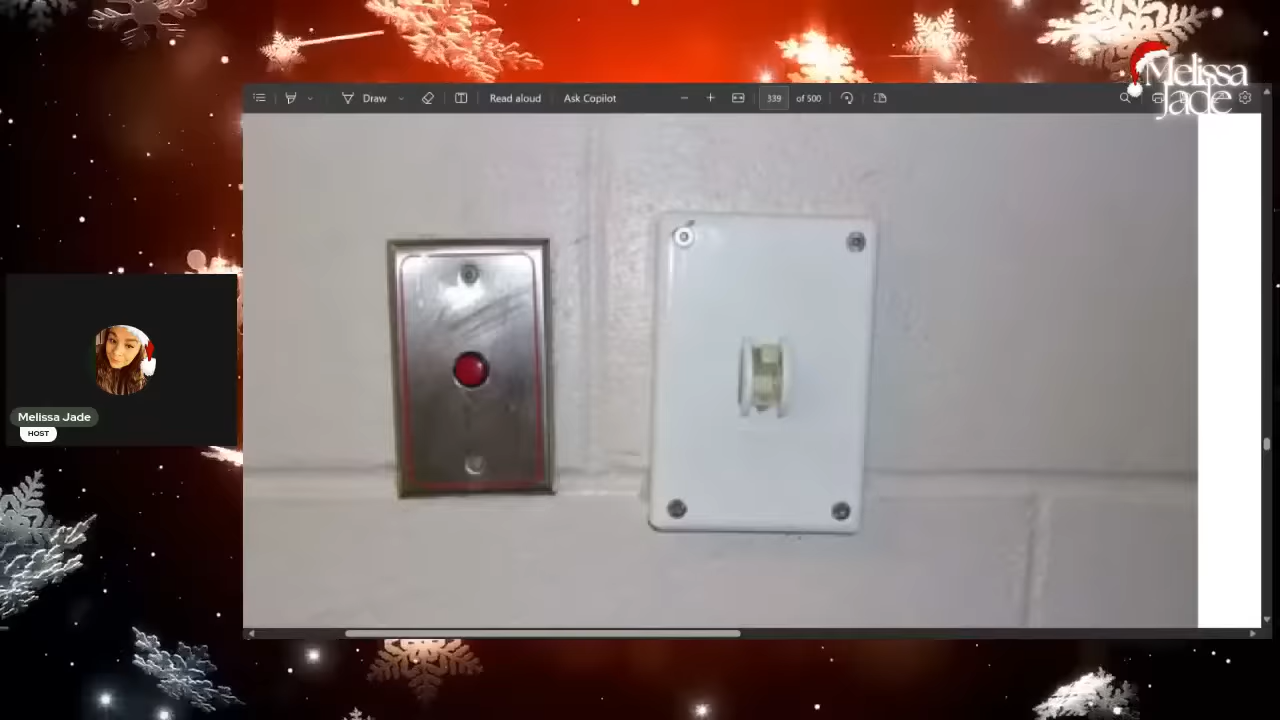 Draw
Read aloud
Ask Copilot
339
of 500
Melissa
Jade
Melissa Jade
HOST